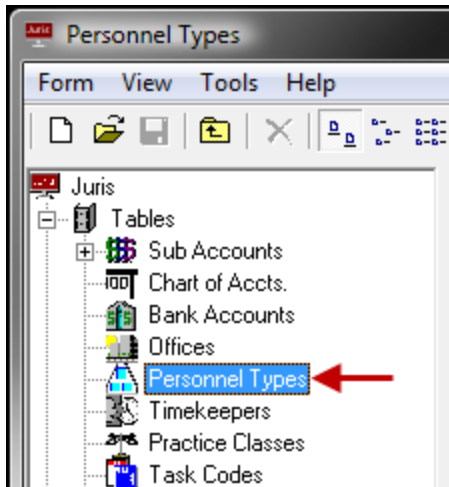 Personnel Types
Form View Tools Help
Juris
Tables
Sub Accounts
Chart of Accts.
Bank Accounts
Offices
Personnel Types
Timekeepers
Practice Classes
Task Codes